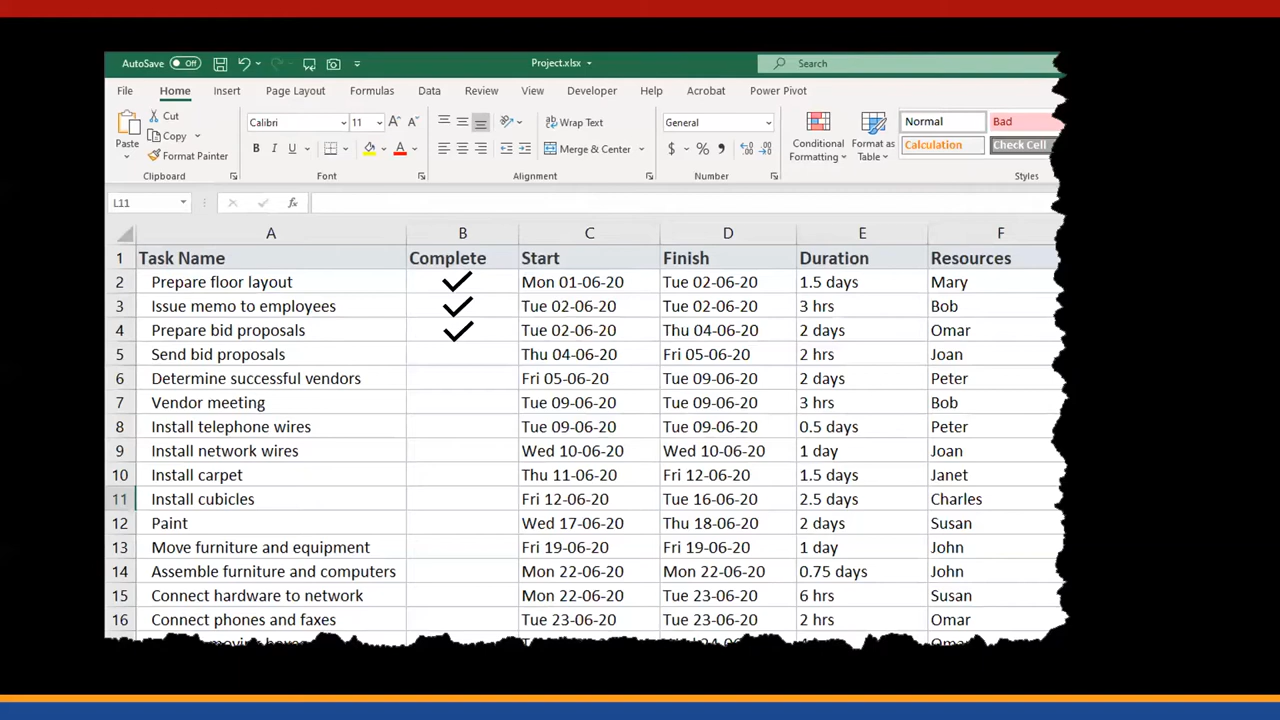 AutoSave Off Project.xlsx Search
File Home Insert Page Layout Formulas Data Review View Developer Help Acrobat Power Pivot
Paste Cut Calibri 11 Wrap Text General Conditional Formatting Format as Table Normal Bad
Copy
Format Painter B I Merge & Center $ % Calculation Check Cell
Clipboard Font Alignment Number Styles
L11 fx
A B C D E F
1 Task Name Complete Start Finish Duration Resources
2 Prepare floor layout ✓ Mon 01-06-20 Tue 02-06-20 1.5 days Mary
3 Issue memo to employees ✓ Tue 02-06-20 Tue 02-06-20 3 hrs Bob
4 Prepare bid proposals ✓ Tue 02-06-20 Thu 04-06-20 2 days Omar
5 Send bid proposals Thu 04-06-20 Fri 05-06-20 2 hrs Joan
6 Determine successful vendors Fri 05-06-20 Tue 09-06-20 2 days Peter
7 Vendor meeting Tue 09-06-20 Tue 09-06-20 3 hrs Bob
8 Install telephone wires Tue 09-06-20 Tue 09-06-20 0.5 days Peter
9 Install network wires Wed 10-06-20 Wed 10-06-20 1 day Joan
10 Install carpet Thu 11-06-20 Fri 12-06-20 1.5 days Janet
11 Install cubicles Fri 12-06-20 Tue 16-06-20 2.5 days Charles
12 Paint Wed 17-06-20 Thu 18-06-20 2 days Susan
13 Move furniture and equipment Fri 19-06-20 Fri 19-06-20 1 day John
14 Assemble furniture and computers Mon 22-06-20 Mon 22-06-20 0.75 days John
15 Connect hardware to network Mon 22-06-20 Tue 23-06-20 6 hrs Susan
16 Connect phones and faxes Tue 23-06-20 Tue 23-06-20 2 hrs Omar